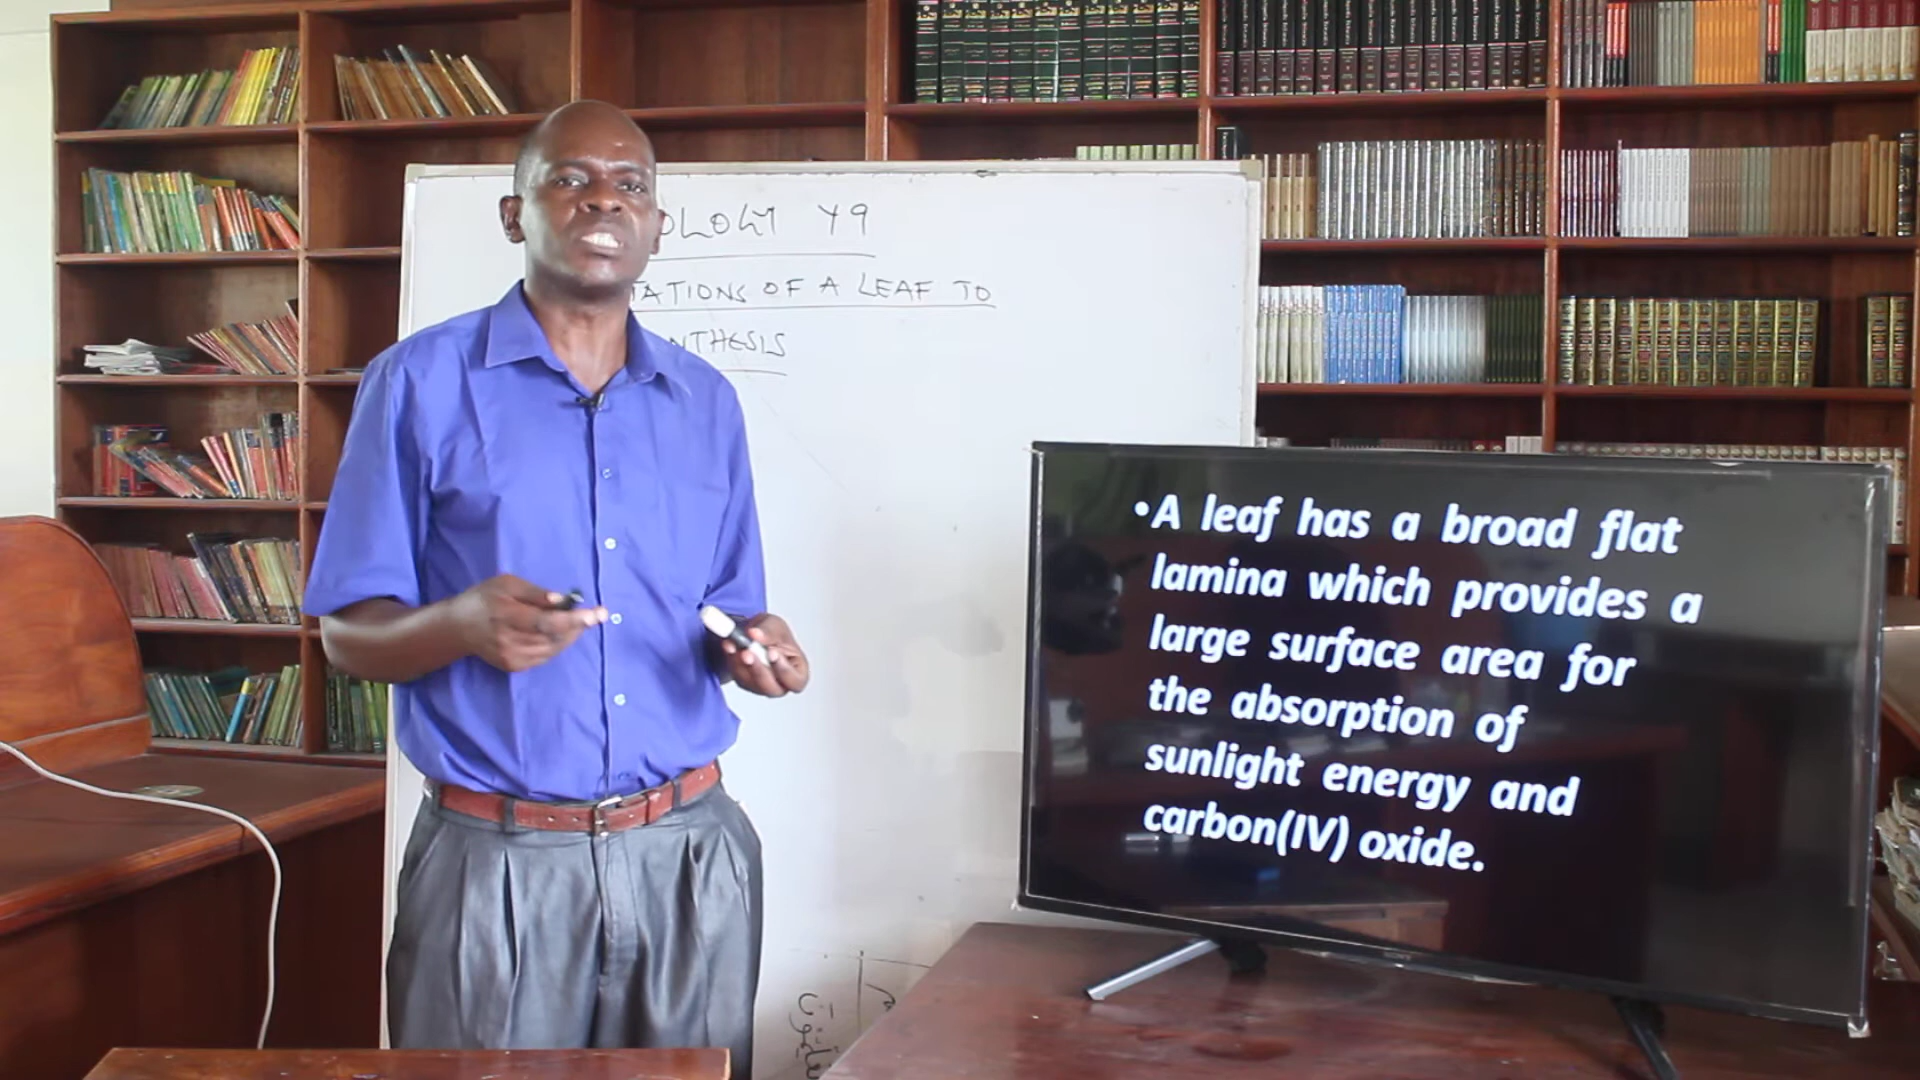 OLOGY Y9
TATIONS OF A LEAF TO
NTHESIS
•A leaf has a broad flat
lamina which provides a
large surface area for
the absorption of
sunlight energy and
carbon(IV) oxide.